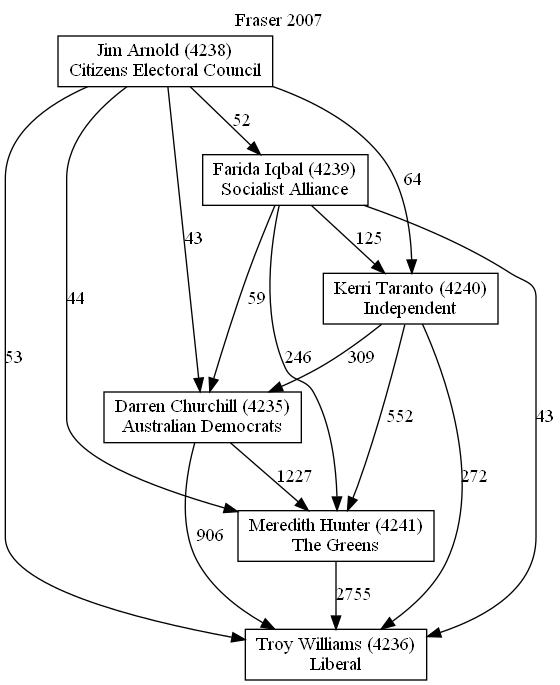 Fraser 2007
Jim Arnold (4238)
Citizens Electoral Council
52
Farida Iqbal (4239)
Socialist Alliance
64
43
125
Kerri Taranto (4240)
Independent
44
59
53
246
309
552
43
Darren Churchill (4235)
Australian Democrats
1227
272
906
Meredith Hunter (4241)
The Greens
2755
Troy Williams (4236)
Liberal